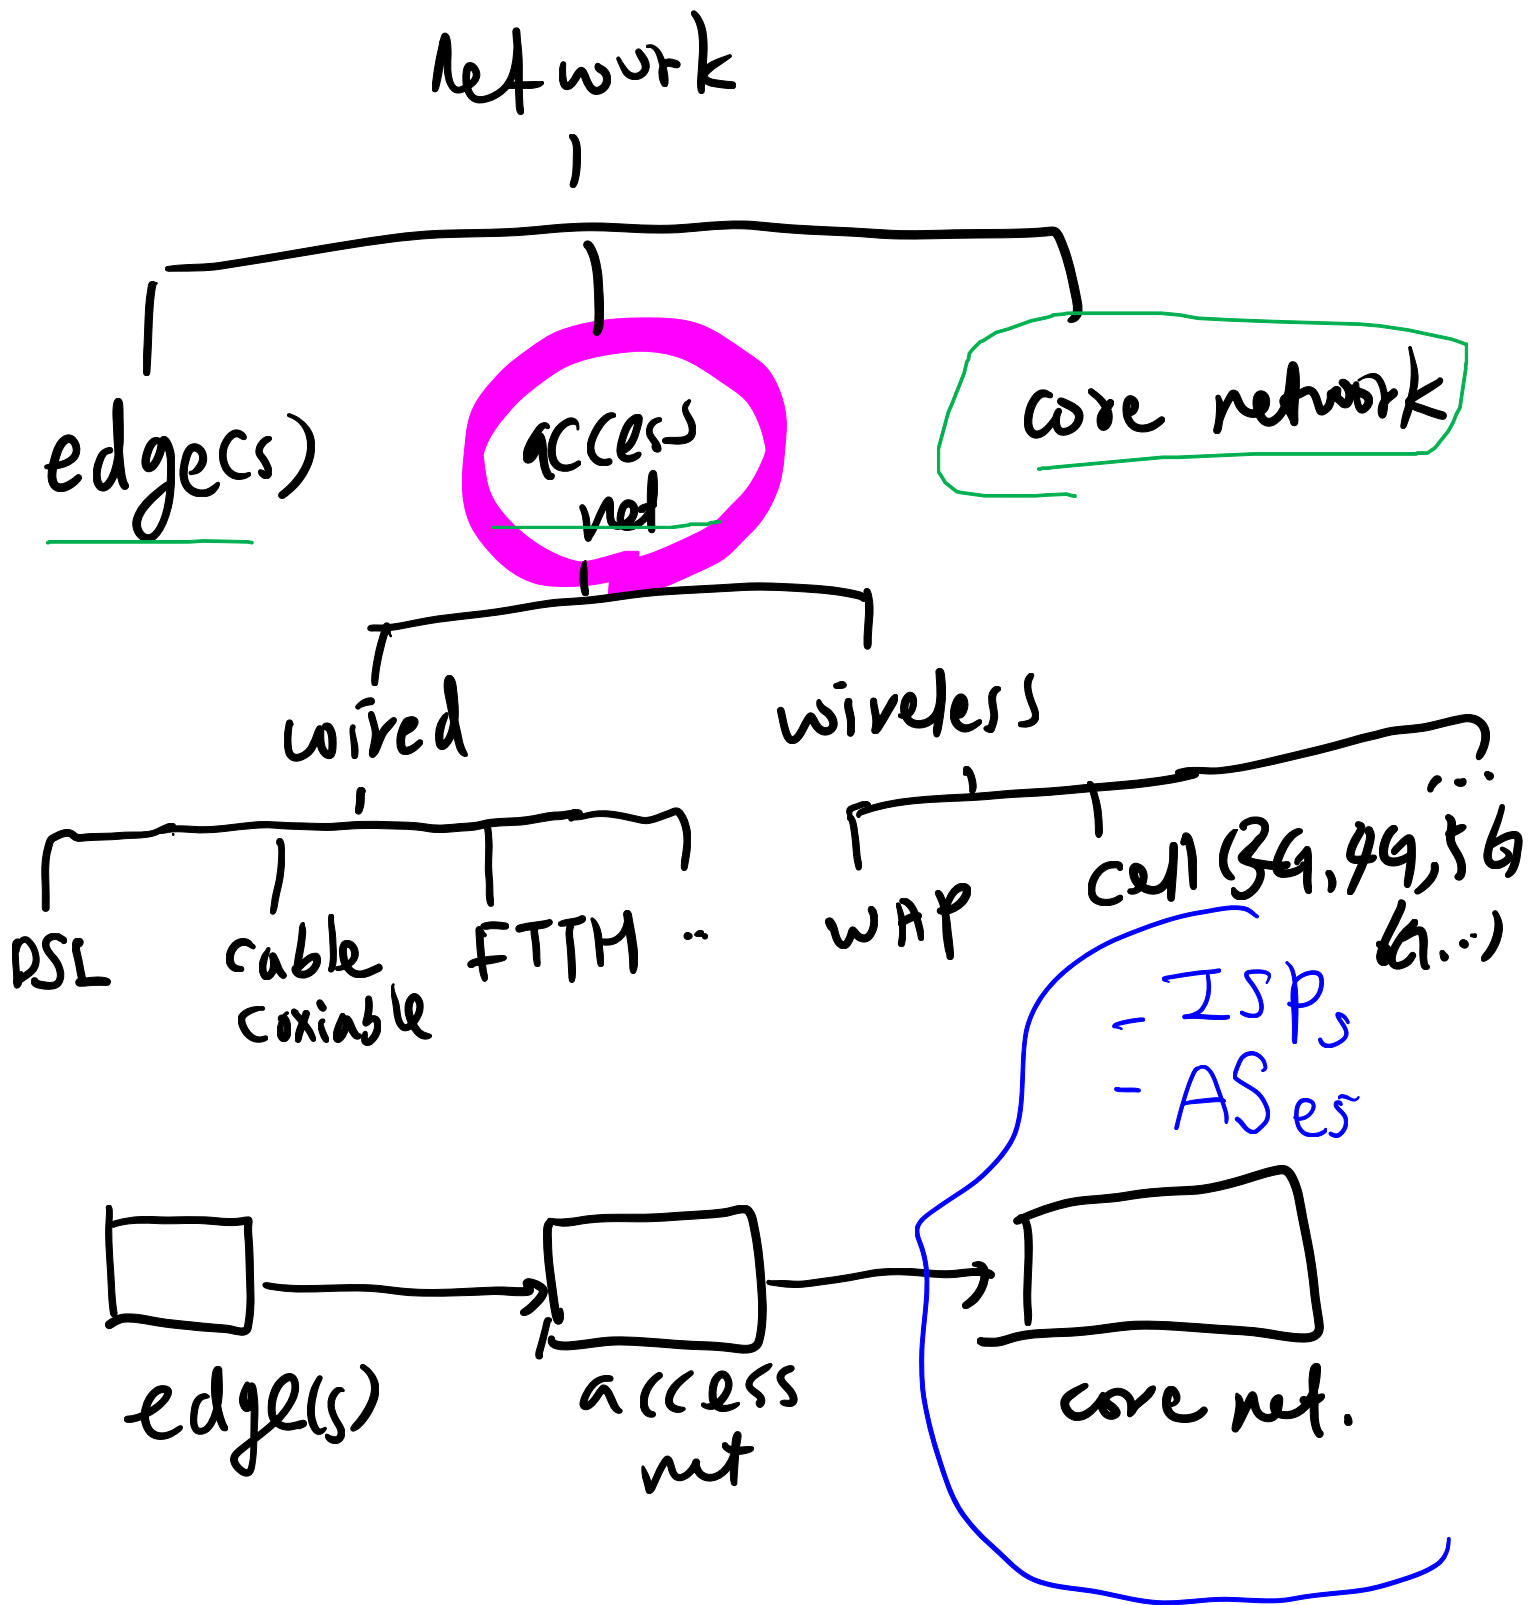 network
edge(s)
access
net
core network
wired
wireless
DSL
cable
coxiable
FTTH
..
WAP
...
cell (3G, 4G, 5G
6G...)
- ISPs
- ASes
edge(s)
access
net
core net.